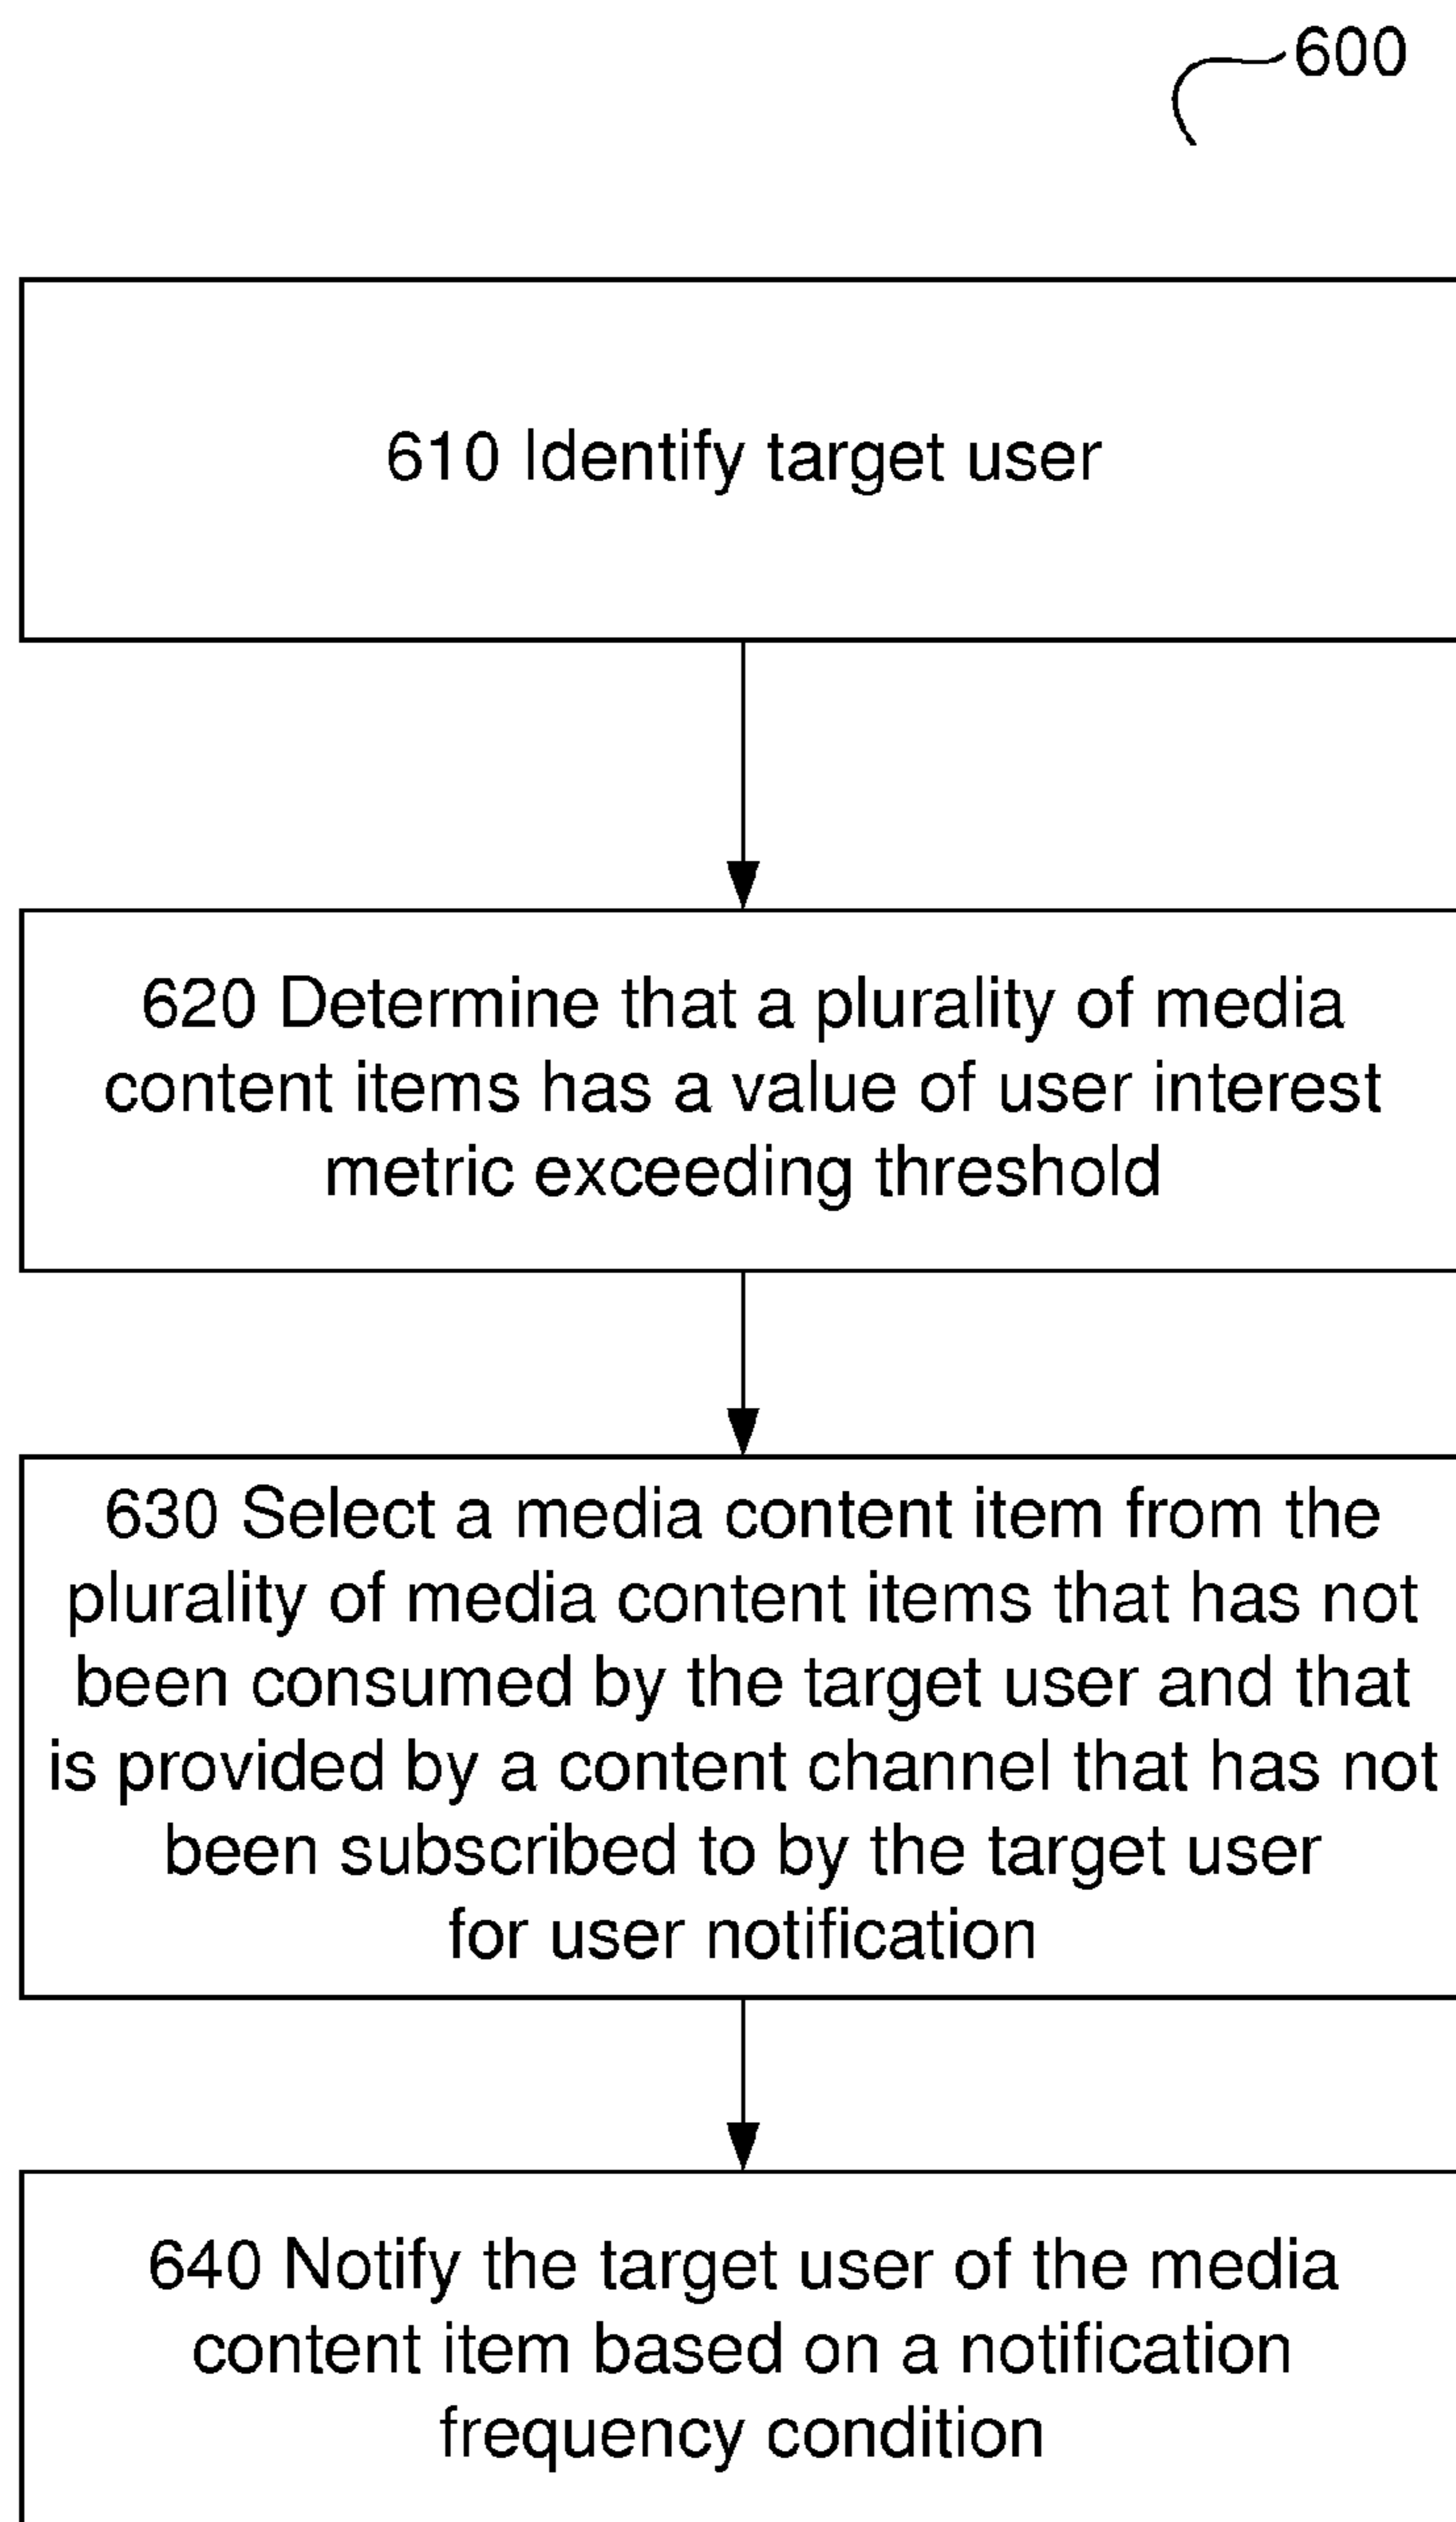 600
610 Identify target user
620 Determine that a plurality of media
content items has a value of user interest
metric exceeding threshold
630 Select a media content item from the
plurality of media content items that has not
been consumed by the target user and that
is provided by a content channel that has not
been subscribed to by the target user
for user notification
640 Notify the target user of the media
content item based on a notification
frequency condition